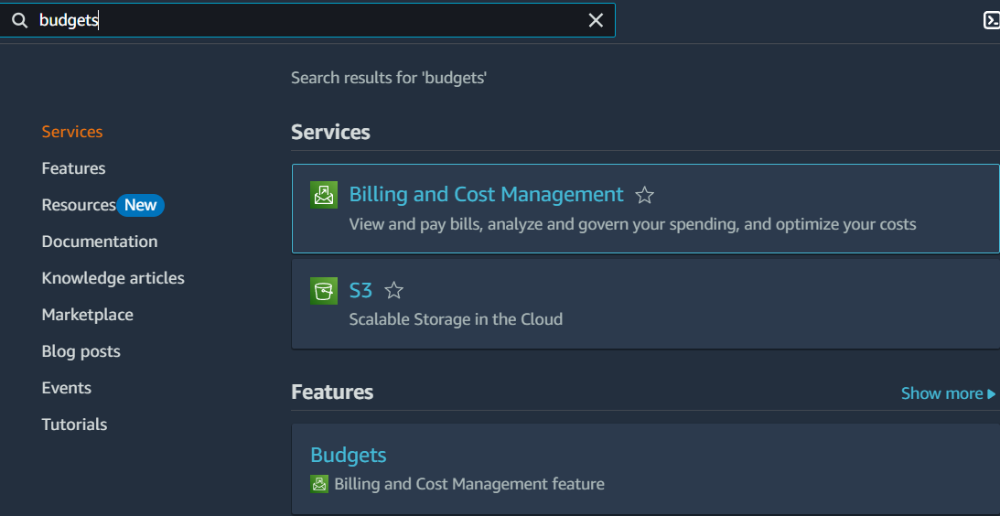 budgets
Search results for 'budgets'
Services
Features
Resources New
Documentation
Knowledge articles
Marketplace
Blog posts
Events
Tutorials
Services
Billing and Cost Management
View and pay bills, analyze and govern your spending, and optimize your costs
S3
Scalable Storage in the Cloud
Features
Show more
Budgets
Billing and Cost Management feature